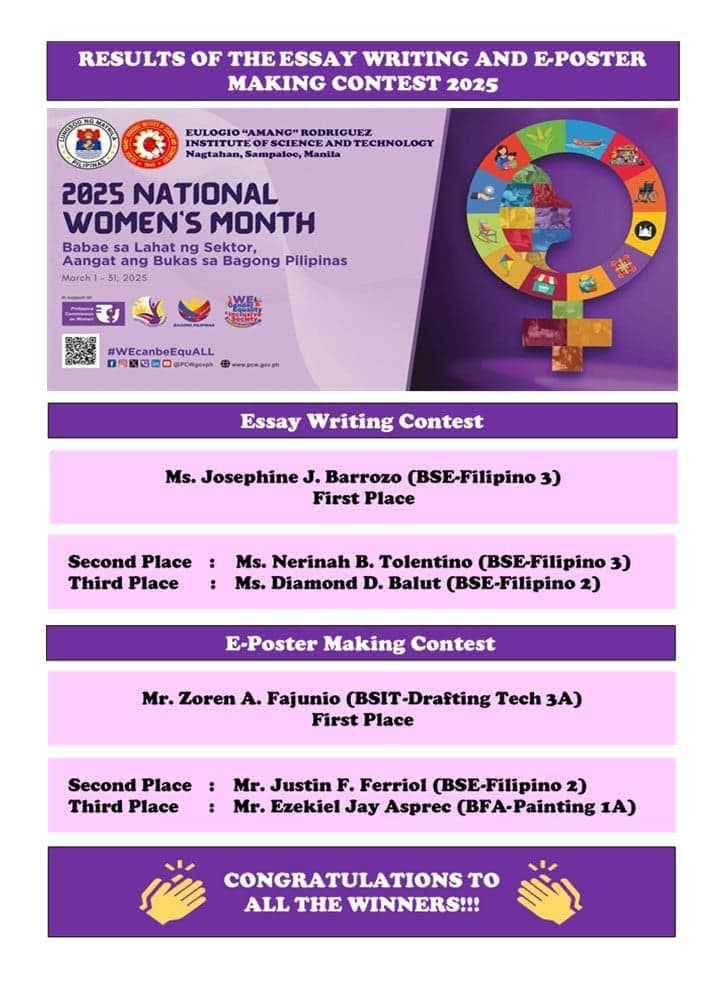 RESULTS OF THE ESSAY WRITING AND E-POSTER
MAKING CONTEST 2025
LUNGSOD NG MAYNILA
PILIPINAS
EULOGIO “AMANG” RODRIGUEZ
INSTITUTE OF SCIENCE AND TECHNOLOGY
Nagtahan, Sampaloc, Manila
2025 NATIONAL
WOMEN'S MONTH
Babae sa Lahat ng Sektor,
Aangat ang Bukas sa Bagong Pilipinas
March 1 - 31, 2025
In support of:
Philippine
Commission
on Women
BAGONG PILIPINAS
WE
Gender Equality
Inclusive
Society
#WEcanbeEquALL
@PCWgovph
www.pcw.gov.ph
Essay Writing Contest
Ms. Josephine J. Barrozo (BSE-Filipino 3)
First Place
Second Place : Ms. Nerinah B. Tolentino (BSE-Filipino 3)
Third Place : Ms. Diamond D. Balut (BSE-Filipino 2)
E-Poster Making Contest
Mr. Zoren A. Fajunio (BSIT-Drafting Tech 3A)
First Place
Second Place : Mr. Justin F. Ferriol (BSE-Filipino 2)
Third Place : Mr. Ezekiel Jay Asprec (BFA-Painting 1A)
CONGRATULATIONS TO
ALL THE WINNERS!!!